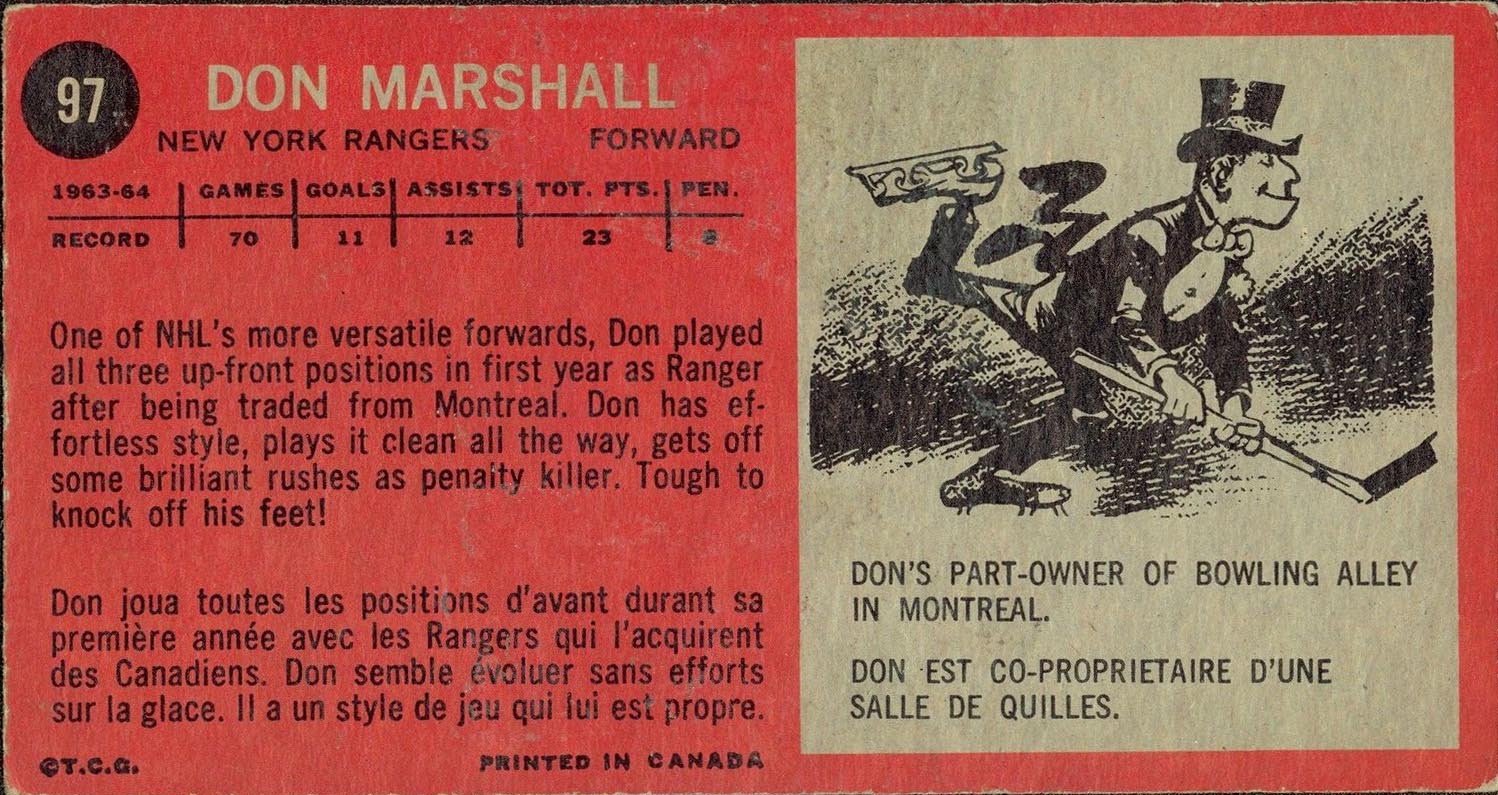 97
DON MARSHALL
NEW YORK RANGERS FORWARD
1963-64 GAMES GOALS ASSISTS TOT. PTS. PEN.
RECORD 70 11 12 23
One of NHL's more versatile forwards, Don played
all three up-front positions in first year as Ranger
after being traded from Montreal. Don has ef-
fortless style, plays it clean all the way, gets off
some brilliant rushes as penalty killer. Tough to
knock off his feet!
Don joua toutes les positions d'avant durant sa
première année avec les Rangers qui l'acquirent
des Canadiens. Don semble évoluer sans efforts
sur la glace. Il a un style de jeu qui lui est propre.
©T.C.G. PRINTED IN CANADA
DON'S PART-OWNER OF BOWLING ALLEY
IN MONTREAL.
DON EST CO-PROPRIETAIRE D'UNE
SALLE DE QUILLES.